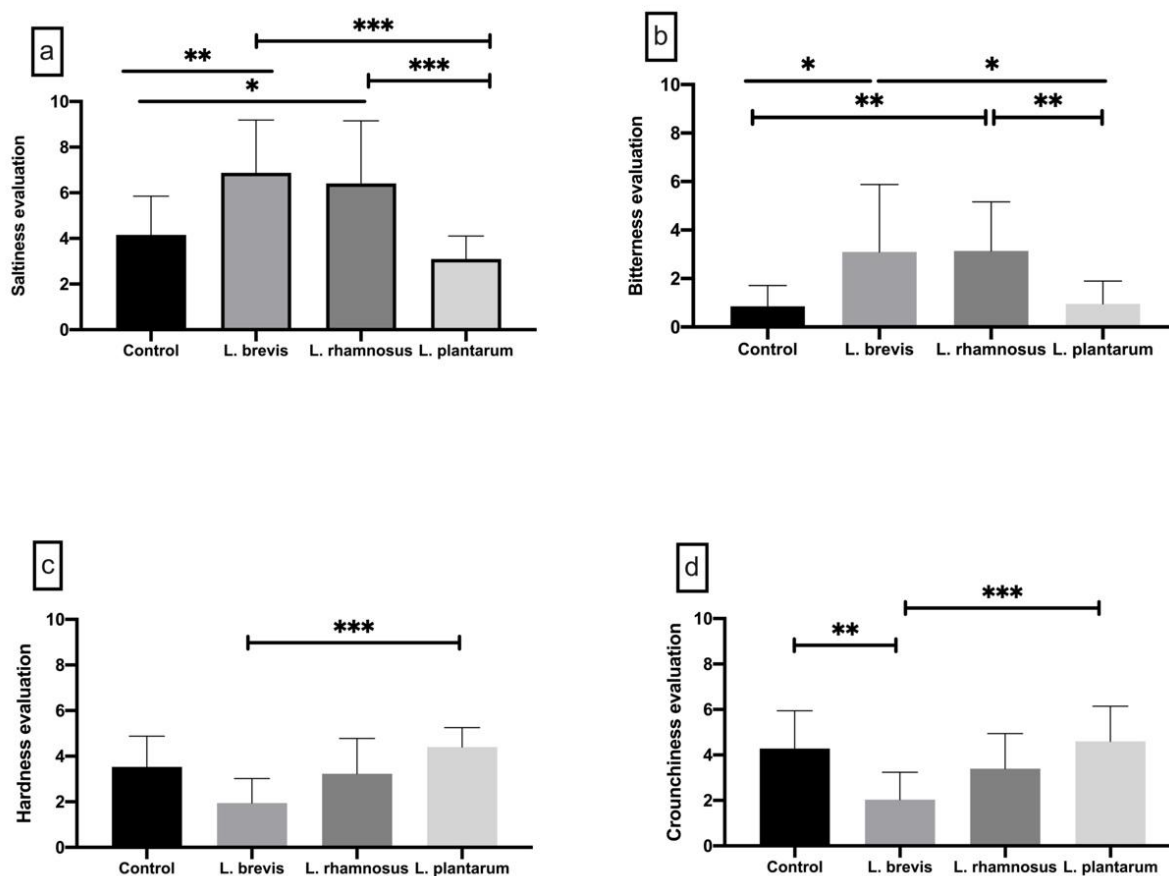 a
***
**
***
*
Saltiness evaluation
10
8
6
4
2
0
Control L. brevis L. rhamnosus L. plantarum
b
* *
** **
Bitterness evaluation
10
8
6
4
2
0
Control L. brevis L. rhamnosus L. plantarum
c
***
Hardness evaluation
10
8
6
4
2
0
Control L. brevis L. rhamnosus L. plantarum
d
***
**
Crounchiness evaluation
10
8
6
4
2
0
Control L. brevis L. rhamnosus L. plantarum